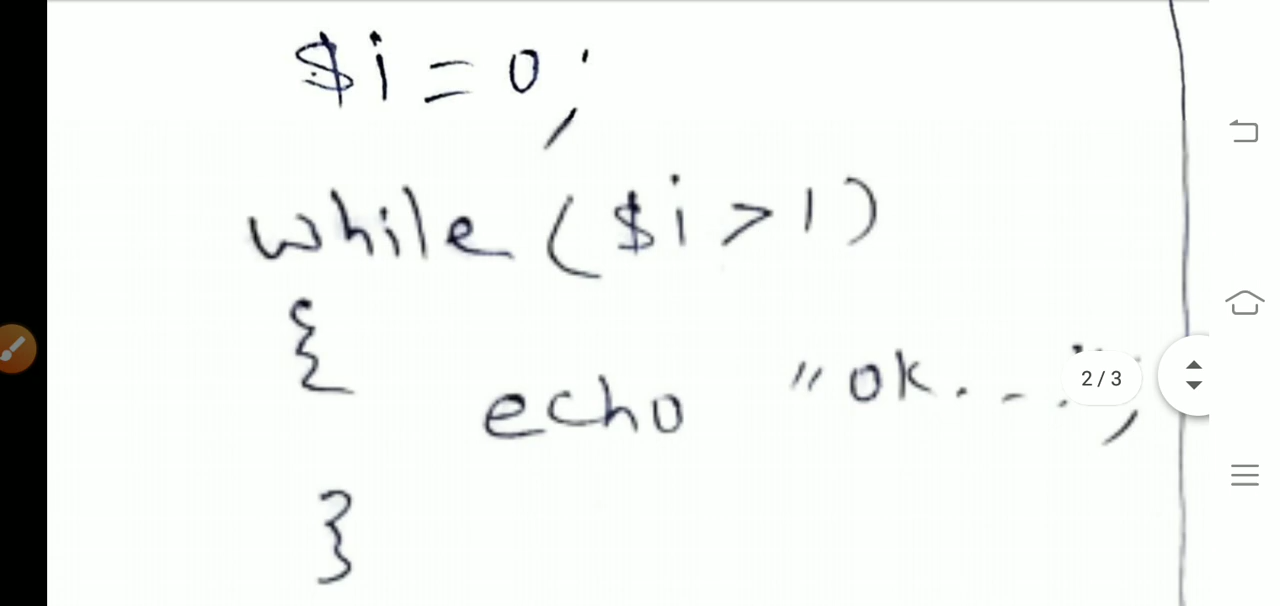 $i = 0;
while ($i > 1)
{
echo "ok...";
2/3
}